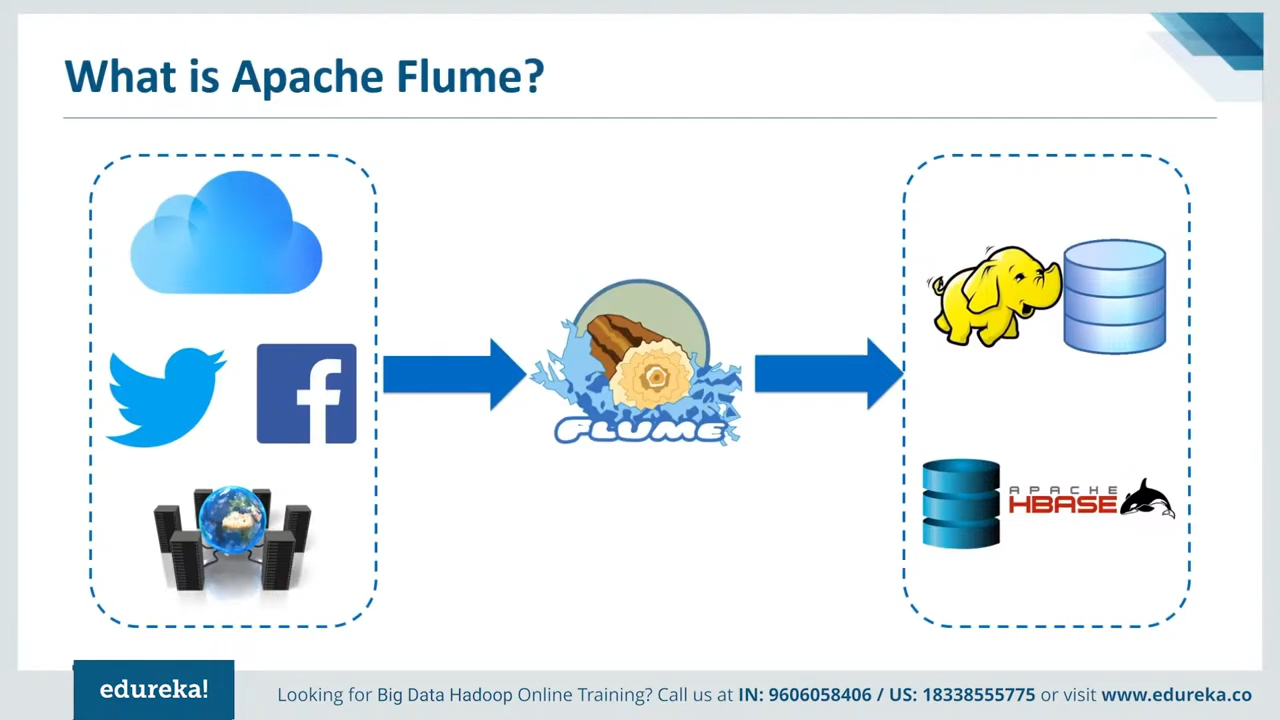 What is Apache Flume?
f
FLUME
APACHE
HBASE
edureka!
Looking for Big Data Hadoop Online Training? Call us at IN: 9606058406 / US: 18338555775 or visit www.edureka.co